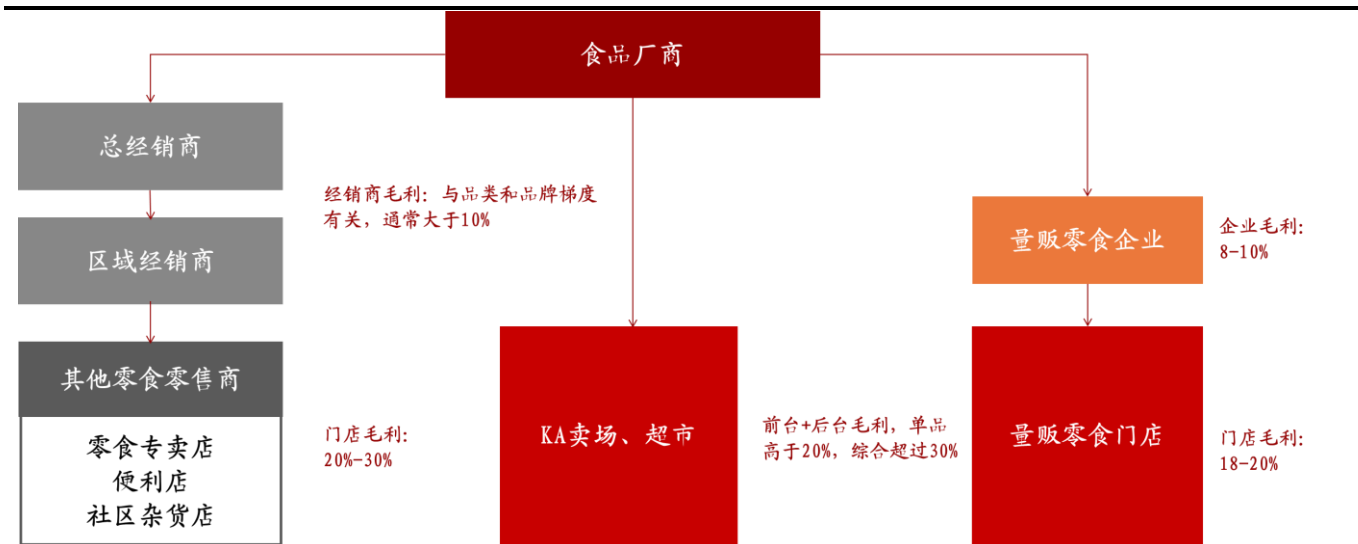 食品厂商
总经销商
经销商毛利：与品类和品牌梯度
有关，通常大于10%
区域经销商
量贩零食企业
企业毛利：
8-10%
其他零食零售商
零食专卖店
便利店
社区杂货店
门店毛利：
20%-30%
KA卖场、超市
前台+后台毛利，单品
高于20%，综合超过30%
量贩零食门店
门店毛利：
18-20%